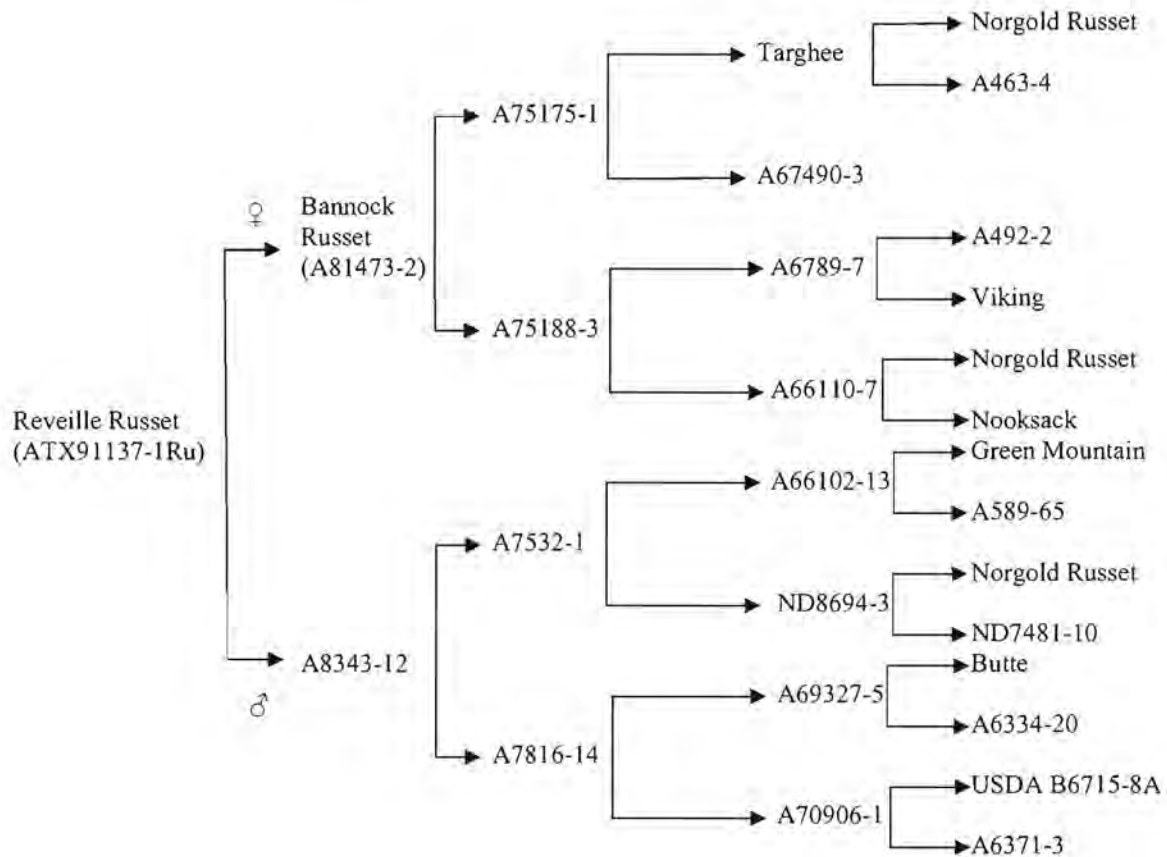 Norgold Russet
Targhee
A463-4
A75175-1
A67490-3
♀
Bannock
Russet
(A81473-2)
A492-2
A6789-7
Viking
A75188-3
Norgold Russet
A66110-7
Nooksack
Reveille Russet
(ATX91137-1Ru)
Green Mountain
A66102-13
A589-65
A7532-1
Norgold Russet
ND8694-3
ND7481-10
A8343-12
♂
Butte
A69327-5
A6334-20
A7816-14
USDA B6715-8A
A70906-1
A6371-3